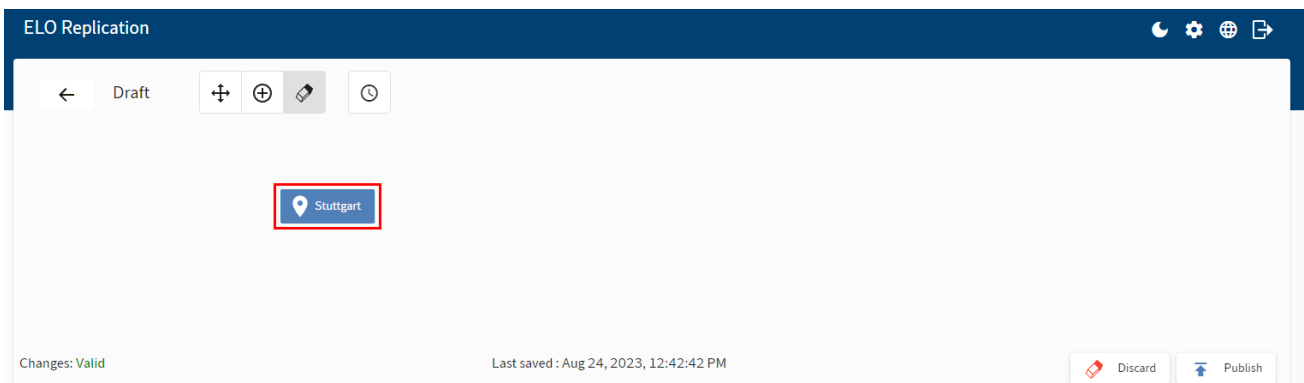 ELO Replication
Draft
Stuttgart
Changes: Valid
Last saved : Aug 24, 2023, 12:42:42 PM
Discard
Publish